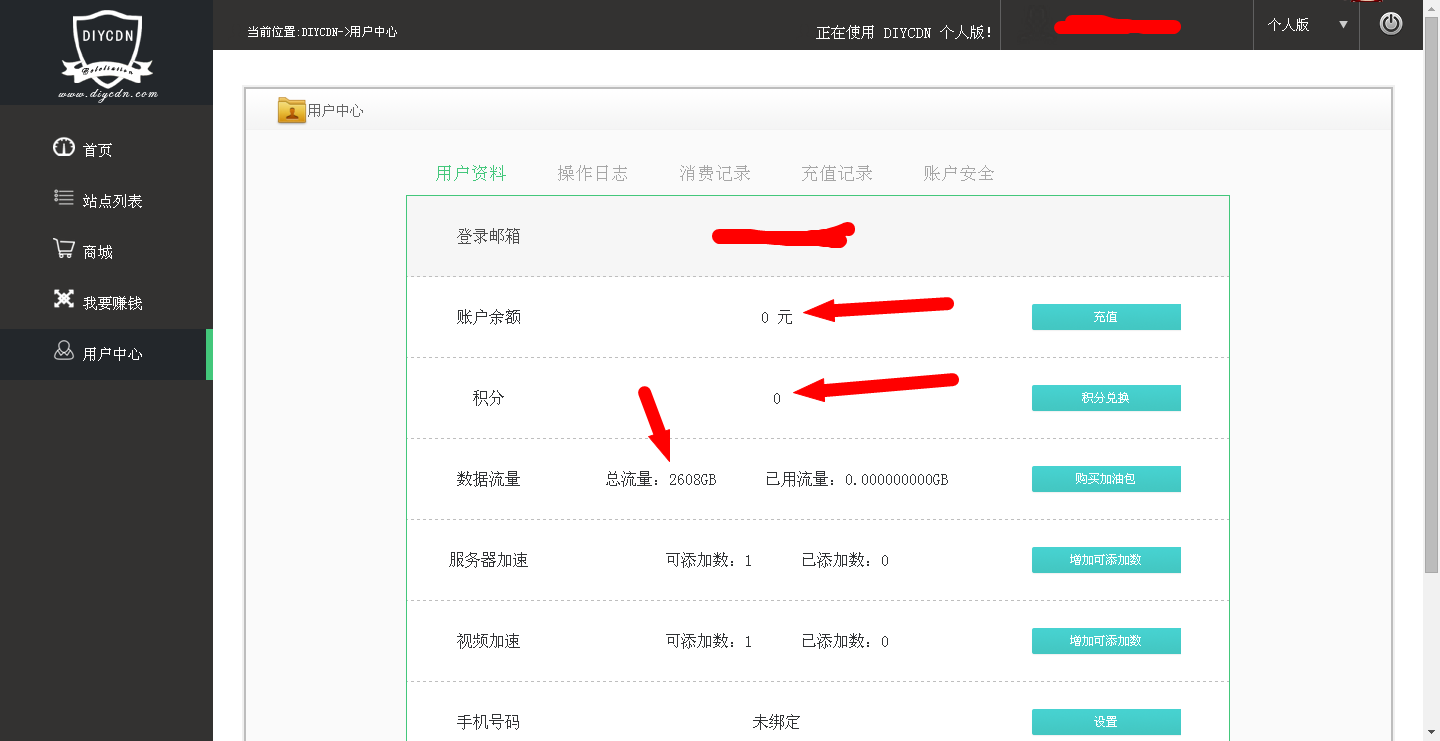 DIYCDN
www.diycdn.com
当前位置:DIYCDN->用户中心
正在使用 DIYCDN 个人版!
个人版
首页
站点列表
商城
我要赚钱
用户中心
用户中心
用户资料 操作日志 消费记录 充值记录 账户安全
登录邮箱
账户余额 0 元 充值
积分 0 积分兑换
数据流量 总流量: 2608GB 已用流量: 0.000000000GB 购买加油包
服务器加速 可添加数: 1 已添加数: 0 增加可添加数
视频加速 可添加数: 1 已添加数: 0 增加可添加数
手机号码 未绑定 设置